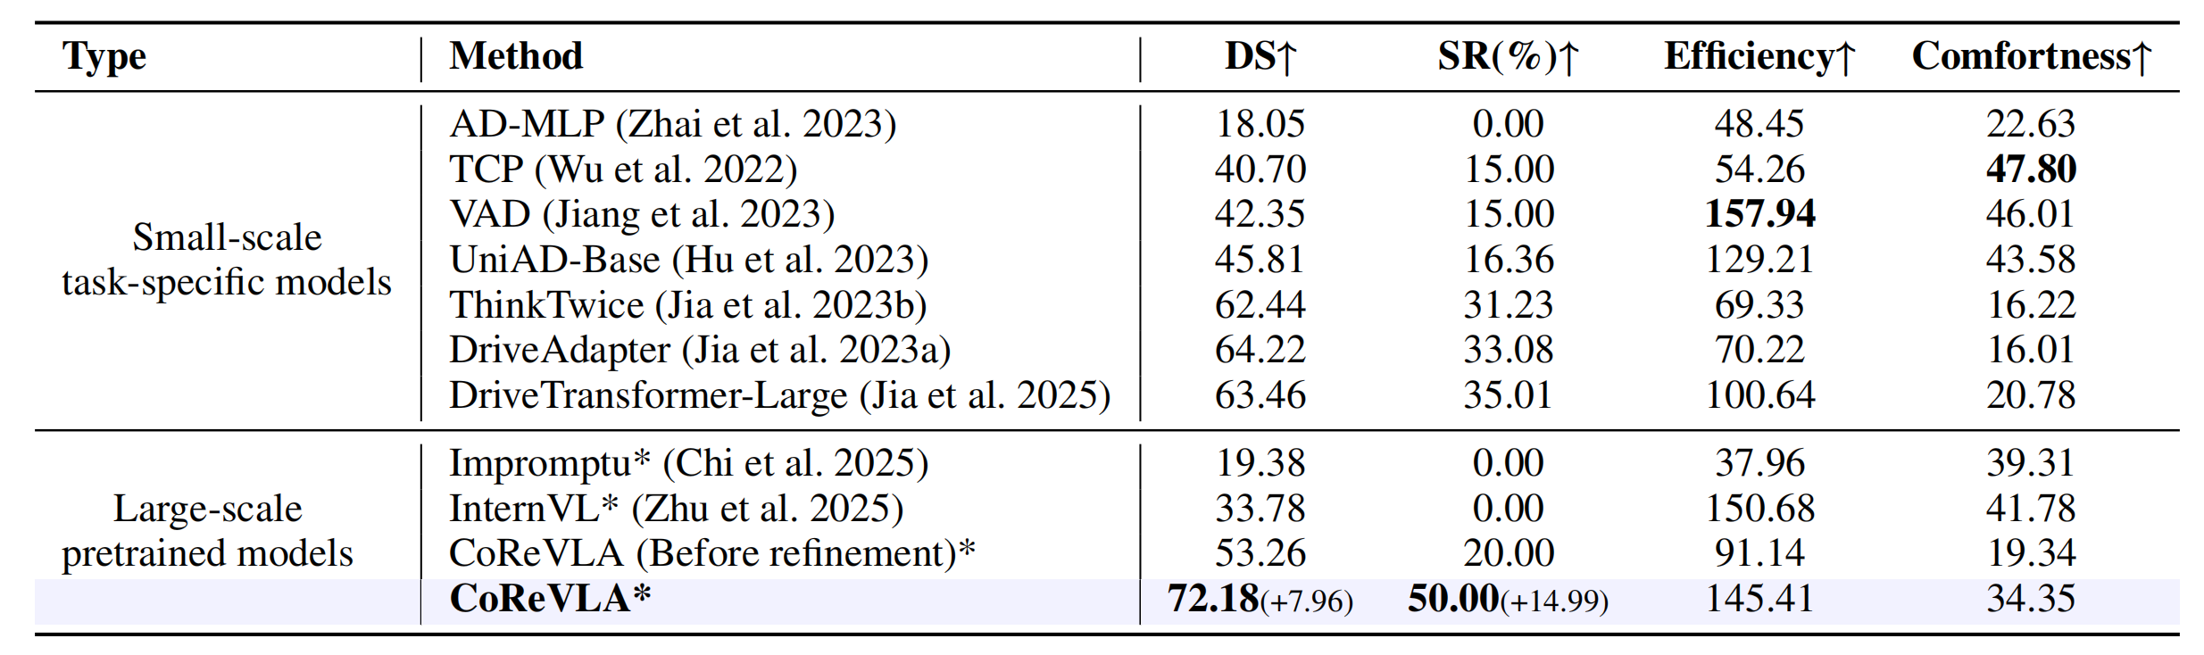 Type Method DS↑ SR(%)↑ Efficiency↑ Comfortness↑
AD-MLP (Zhai et al. 2023) 18.05 0.00 48.45 22.63
TCP (Wu et al. 2022) 40.70 15.00 54.26 47.80
VAD (Jiang et al. 2023) 42.35 15.00 157.94 46.01
Small-scale
UniAD-Base (Hu et al. 2023) 45.81 16.36 129.21 43.58
task-specific models
ThinkTwice (Jia et al. 2023b) 62.44 31.23 69.33 16.22
DriveAdapter (Jia et al. 2023a) 64.22 33.08 70.22 16.01
DriveTransformer-Large (Jia et al. 2025) 63.46 35.01 100.64 20.78
Impromptu* (Chi et al. 2025) 19.38 0.00 37.96 39.31
Large-scale InternVL* (Zhu et al. 2025) 33.78 0.00 150.68 41.78
pretrained models CoReVLA (Before refinement)* 53.26 20.00 91.14 19.34
CoReVLA* 72.18(+7.96) 50.00(+14.99) 145.41 34.35